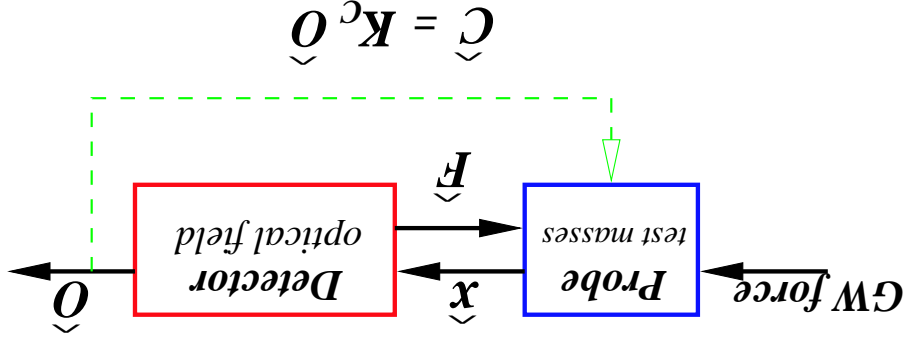 GW force
Probe
test masses
x̂
F̂
Detector
optical field
Ô
Ĉ = K_C Ô